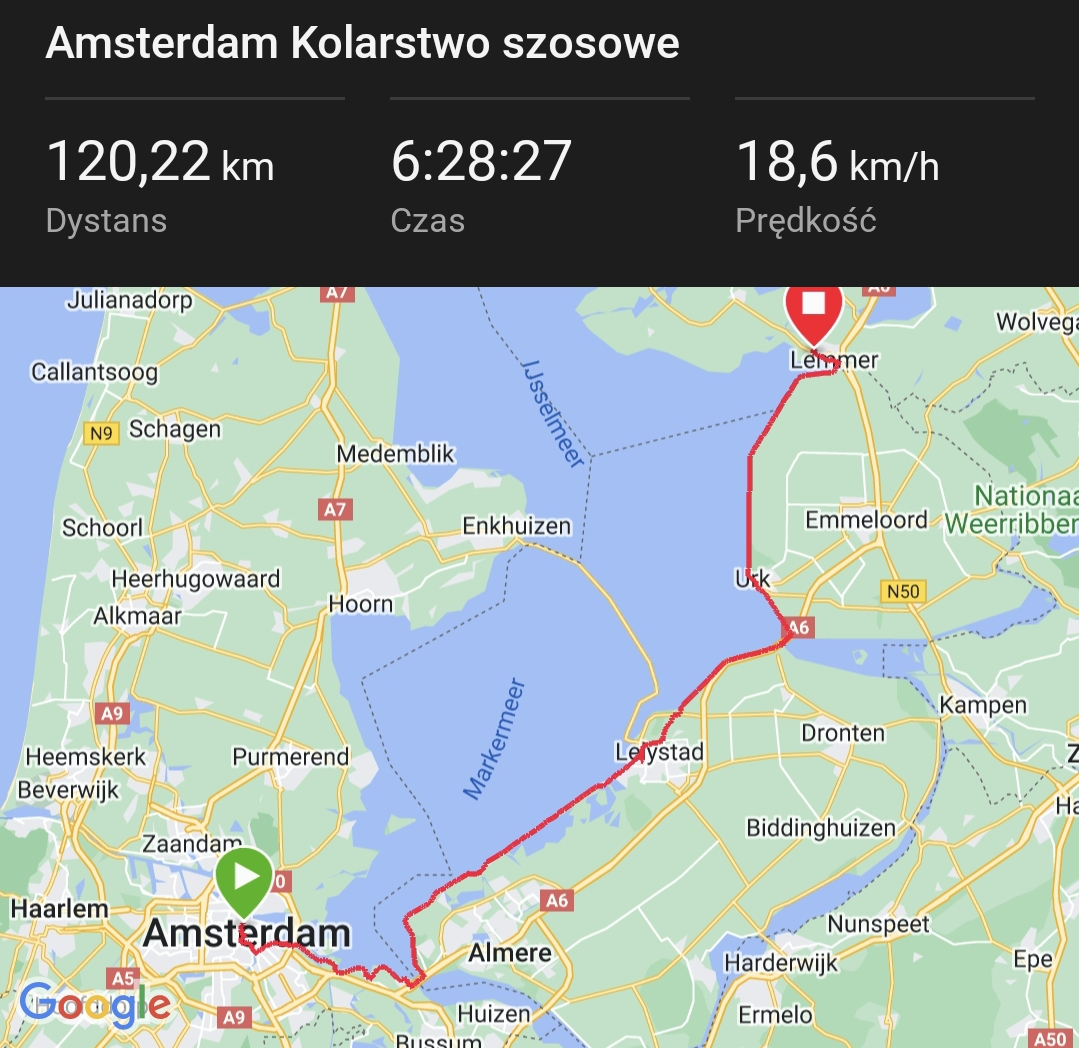 Amsterdam Kolarstwo szosowe
120,22 km
6:28:27
18,6 km/h
Dystans
Czas
Prędkość
Julianadorp
A7
Wolvega
Callantsoog
Lemmer
IJsselmeer
N9
Schagen
Medemblik
Nationaa
Weerribben
A7
Schoorl
Enkhuizen
Emmeloord
Heerhugowaard
Urk
N50
Alkmaar
Hoorn
A6
A9
Kampen
Markermeer
Dronten
Heemskerk
Purmerend
Lelystad
Beverwijk
Biddinghuizen
Zaandam
A6
Haarlem
Amsterdam
Nunspeet
Almere
Harderwijk
Epe
A5
Google
A9
Huizen
Ermelo
Bussum
A50